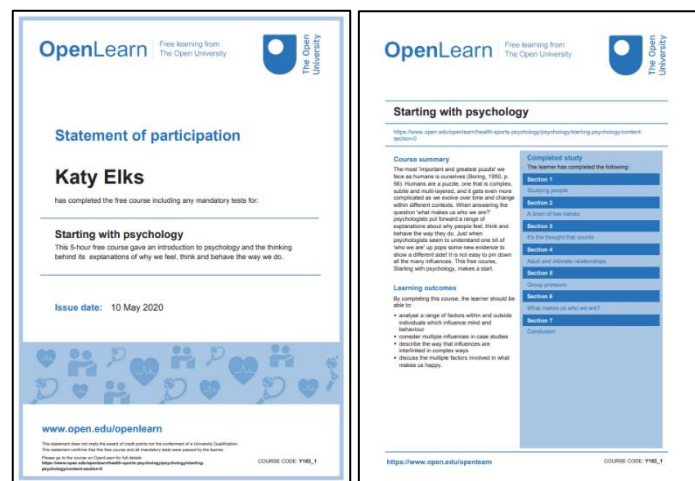 OpenLearn
Free learning from
The Open University
The Open
University
Statement of participation
Katy Elks
has completed the free course including any mandatory tests for:
Starting with psychology
This 5-hour free course gave an introduction to psychology and the thinking
behind its explanations of why we feel, think and behave the way we do.
Issue date: 10 May 2020
www.open.edu/openlearn
This statement does not imply the award of credit points nor the conferment of a University Qualification.
This statement confirms that the free course and all mandatory tests were passed by the learner.
Please go to the course on OpenLearn for full details:
https://www.open.edu/openlearn/health-sports-psychology/psychology/starting-
psychology/content-section-0
COURSE CODE: Y183_1
OpenLearn
Free learning from
The Open University
The Open
University
Starting with psychology
https://www.open.edu/openlearn/health-sports-psychology/psychology/starting-psychology/content-
section-0
Course summary
The most 'important and greatest puzzle' we
face as humans is ourselves (Boring, 1950, p.
56). Humans are a puzzle, one that is complex,
subtle and multi-layered, and it gets even more
complicated as we evolve over time and change
within different contexts. When answering the
question 'what makes us who we are?'
psychologists put forward a range of
explanations about why people feel, think and
behave the way they do. Just when
psychologists seem to understand one bit of
'who we are' up pops some new evidence to
show a different side! It is not easy to pin down
all the many influences. This free course,
Starting with psychology, makes a start.
Learning outcomes
By completing this course, the learner should be
able to:
• analyse a range of factors within and outside
individuals which influence mind and
behaviour
• consider multiple influences in case studies
• describe the way that influences are
interlinked in complex ways
• discuss the multiple factors involved in what
makes us happy.
Completed study
The learner has completed the following:
Section 1
Studying people
Section 2
A brain of two halves
Section 3
It's the thought that counts
Section 4
Adult and intimate relationships
Section 5
Group pressure
Section 6
What makes us who we are?
Section 7
Conclusion
https://www.open.edu/openlearn
COURSE CODE: Y183_1